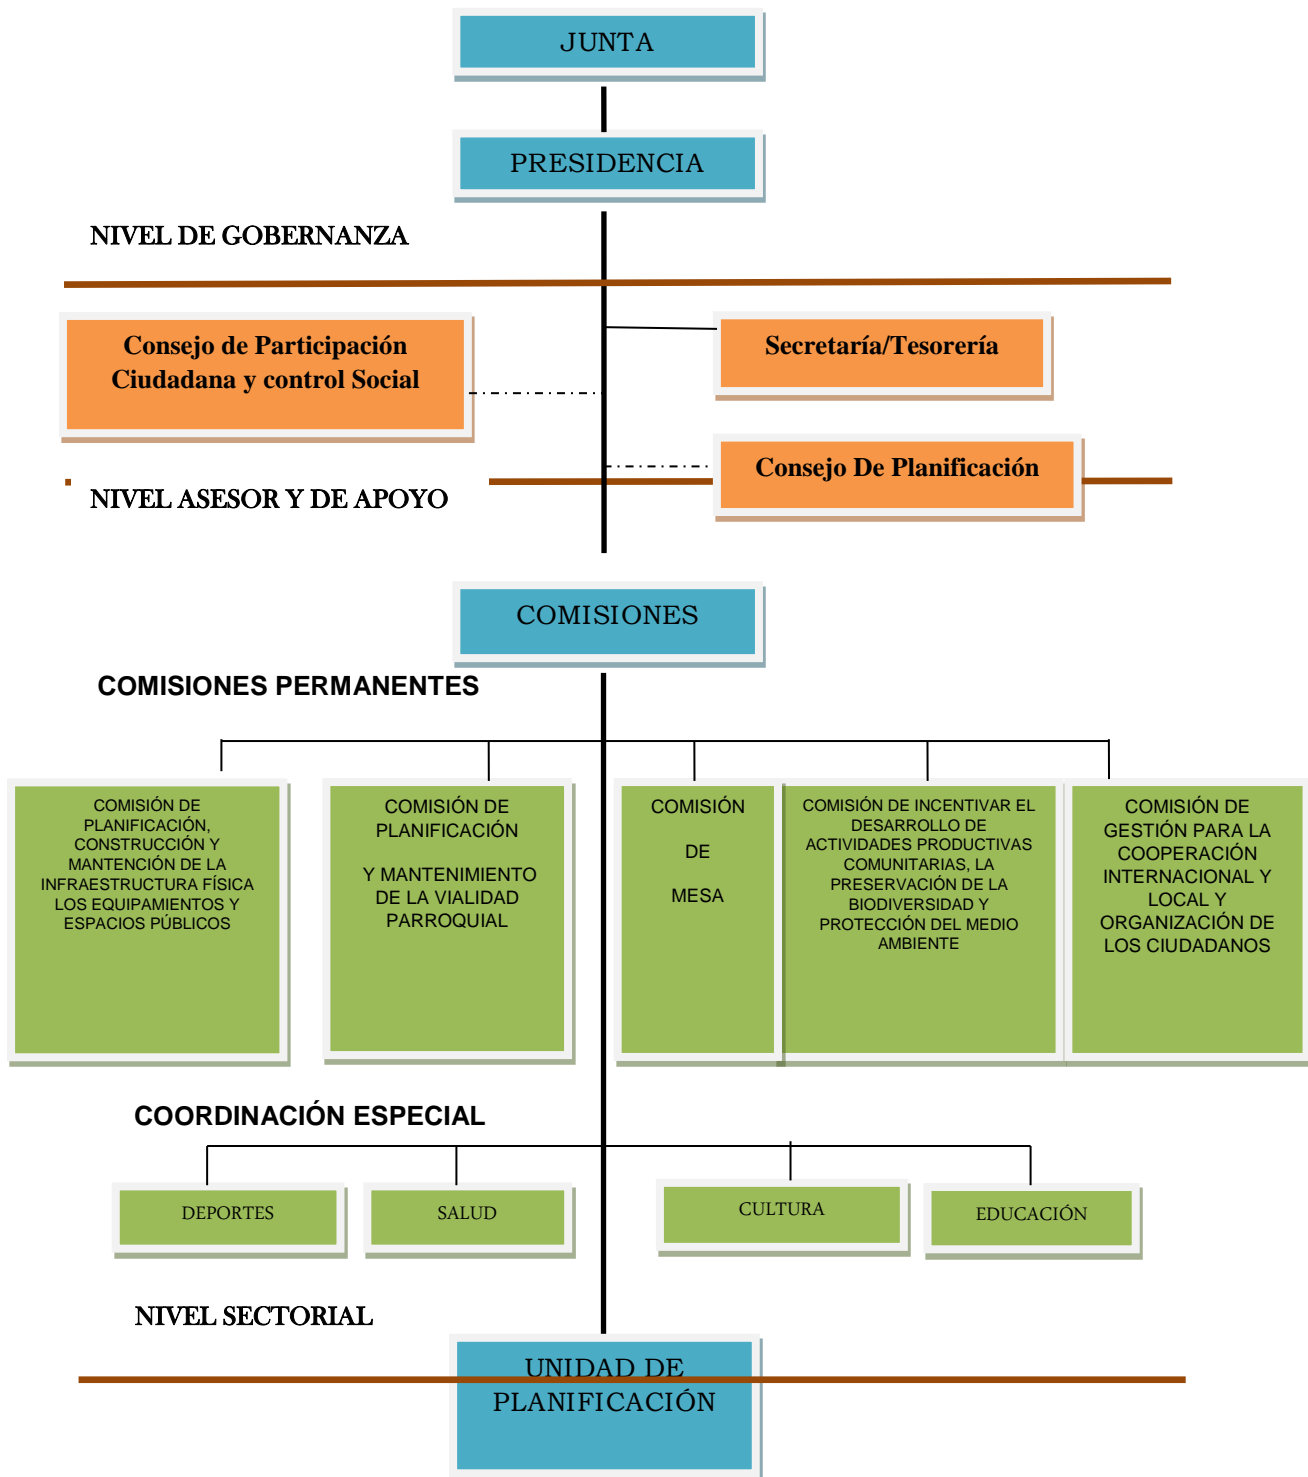 JUNTA
PRESIDENCIA
NIVEL DE GOBERNANZA
Consejo de Participación
Ciudadana y control Social
Secretaría/Tesorería
Consejo De Planificación
NIVEL ASESOR Y DE APOYO
COMISIONES
COMISIONES PERMANENTES
COMISIÓN DE
PLANIFICACIÓN,
CONSTRUCCIÓN Y
MANTENCIÓN DE LA
INFRAESTRUCTURA FÍSICA
LOS EQUIPAMIENTOS Y
ESPACIOS PÚBLICOS
COMISIÓN DE
PLANIFICACIÓN
Y MANTENIMIENTO
DE LA VIALIDAD
PARROQUIAL
COMISIÓN
DE
MESA
COMISIÓN DE INCENTIVAR EL
DESARROLLO DE
ACTIVIDADES PRODUCTIVAS
COMUNITARIAS, LA
PRESERVACIÓN DE LA
BIODIVERSIDAD Y
PROTECCIÓN DEL MEDIO
AMBIENTE
COMISIÓN DE
GESTIÓN PARA LA
COOPERACIÓN
INTERNACIONAL Y
LOCAL Y
ORGANIZACIÓN DE
LOS CIUDADANOS
COORDINACIÓN ESPECIAL
DEPORTES
SALUD
CULTURA
EDUCACIÓN
NIVEL SECTORIAL
UNIDAD DE
PLANIFICACIÓN